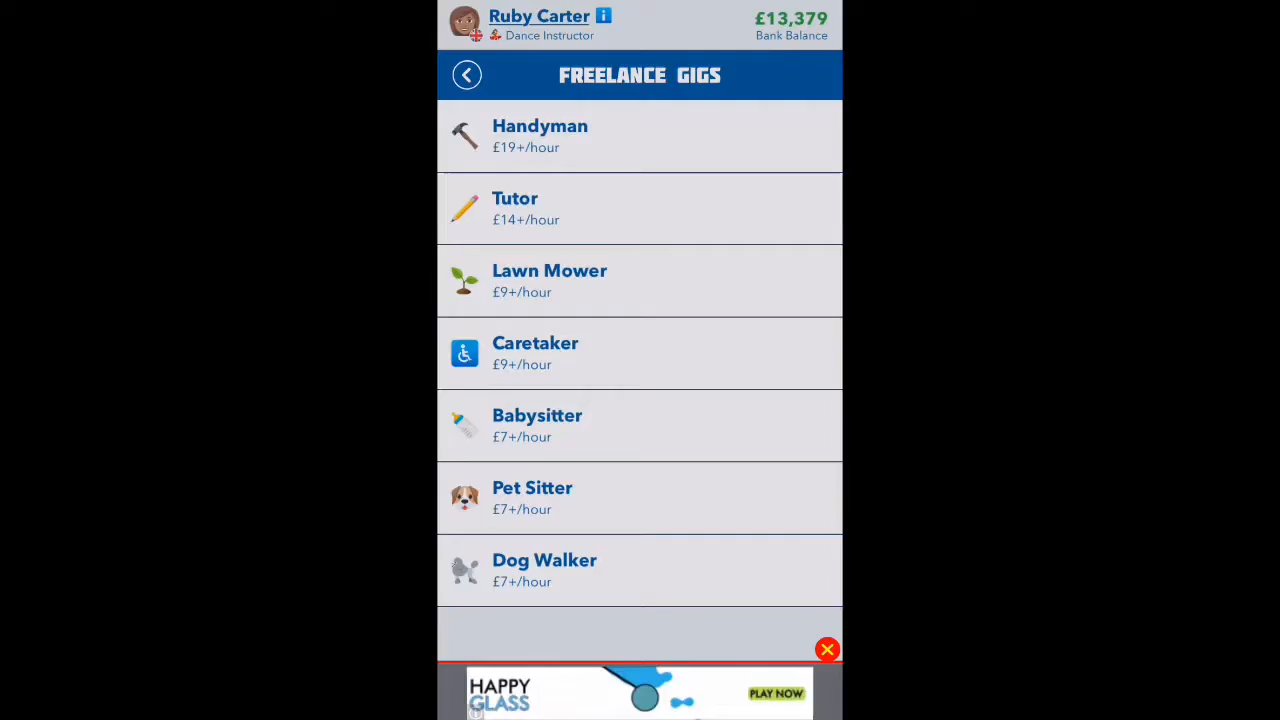 Ruby Carter
Dance Instructor
£13,379
Bank Balance
FREELANCE GIGS
Handyman
£19+/hour
Tutor
£14+/hour
Lawn Mower
£9+/hour
Caretaker
£9+/hour
Babysitter
£7+/hour
Pet Sitter
£7+/hour
Dog Walker
£7+/hour
HAPPY
GLASS
PLAY NOW